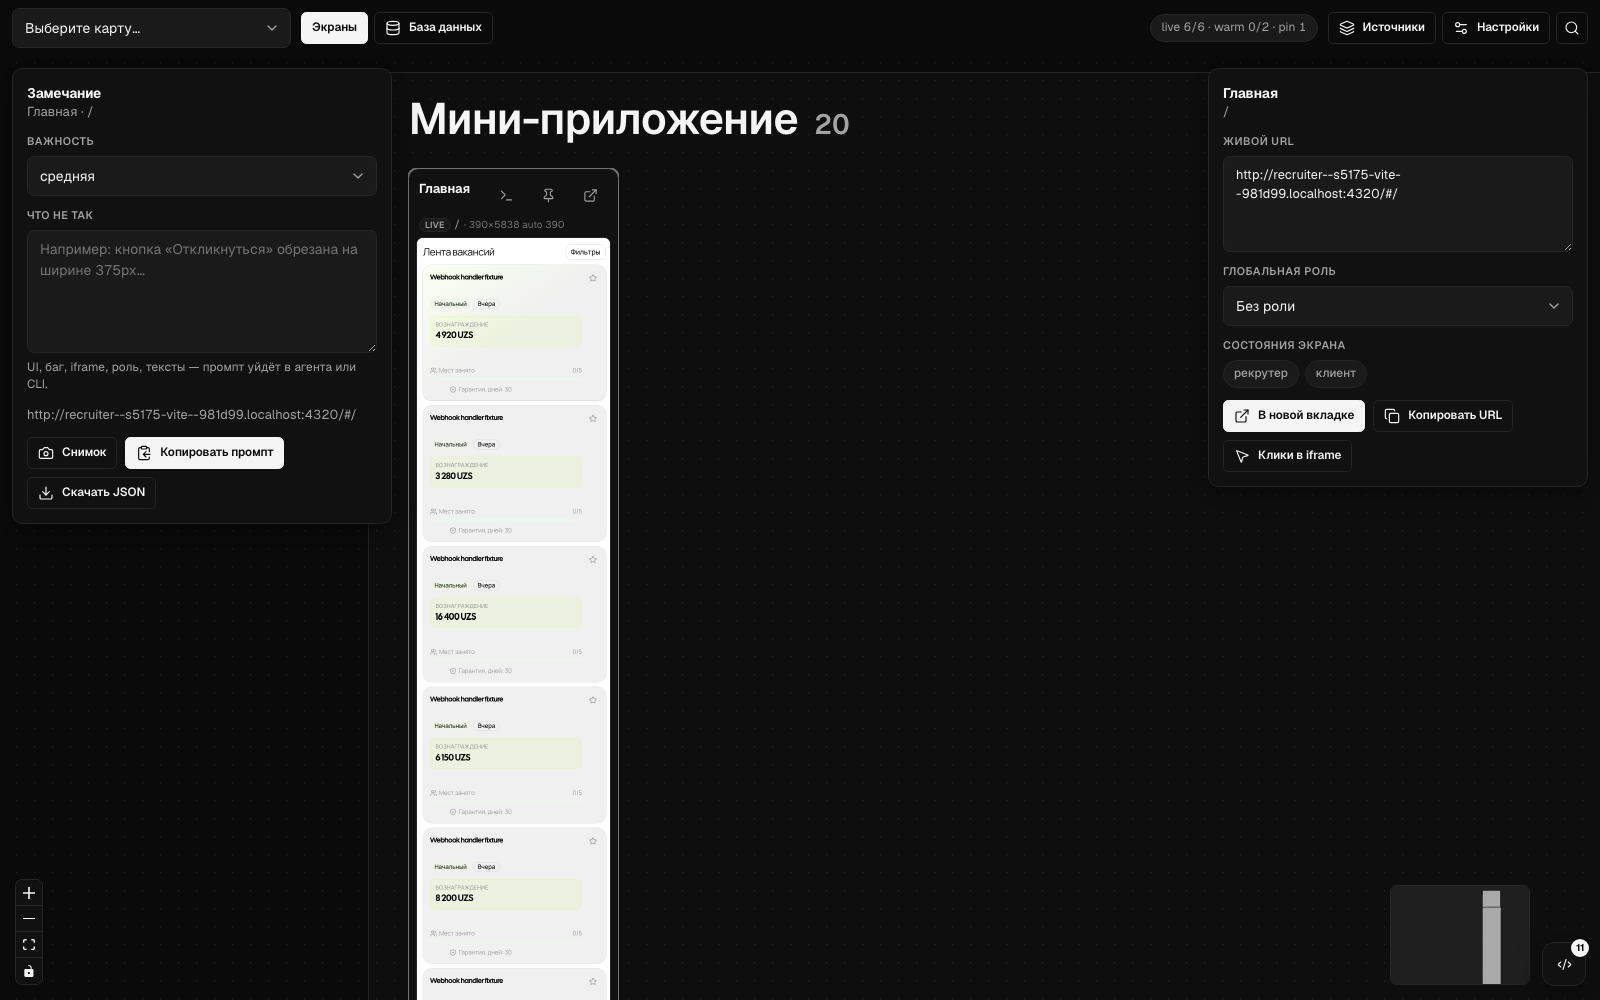 Выберите карту...
Экраны
База данных
live 6/6 · warm 0/2 · pin 1
Источники
Настройки
Замечание
Главная · /
ВАЖНОСТЬ
средняя
ЧТО НЕ ТАК
Например: кнопка «Откликнуться» обрезана на
ширине 375px...
UI, баг, iframe, роль, тексты — промпт уйдёт в агента или
CLI.
http://recruiter--s5175-vite--981d99.localhost:4320/#/
Снимок
Копировать промпт
Скачать JSON
Мини-приложение 20
Главная
LIVE / · 390×5838 auto 390
Лента вакансий
Фильтры
Webhook handler fixture
Начальный Вчера
ВОЗНАГРАЖДЕНИЕ
4 920 UZS
Мест занято 0/5
Гарантия, дней: 30
Webhook handler fixture
Начальный Вчера
ВОЗНАГРАЖДЕНИЕ
3 280 UZS
Мест занято 0/5
Гарантия, дней: 30
Webhook handler fixture
Начальный Вчера
ВОЗНАГРАЖДЕНИЕ
16 400 UZS
Мест занято 0/5
Гарантия, дней: 30
Webhook handler fixture
Начальный Вчера
ВОЗНАГРАЖДЕНИЕ
6 150 UZS
Мест занято 0/5
Гарантия, дней: 30
Webhook handler fixture
Начальный Вчера
ВОЗНАГРАЖДЕНИЕ
8 200 UZS
Мест занято 0/5
Гарантия, дней: 30
Webhook handler fixture
Главная
/
ЖИВОЙ URL
http://recruiter--s5175-vite-
-981d99.localhost:4320/#/
ГЛОБАЛЬНАЯ РОЛЬ
Без роли
СОСТОЯНИЯ ЭКРАНА
рекрутер
клиент
В новой вкладке
Копировать URL
Клики в iframe
11